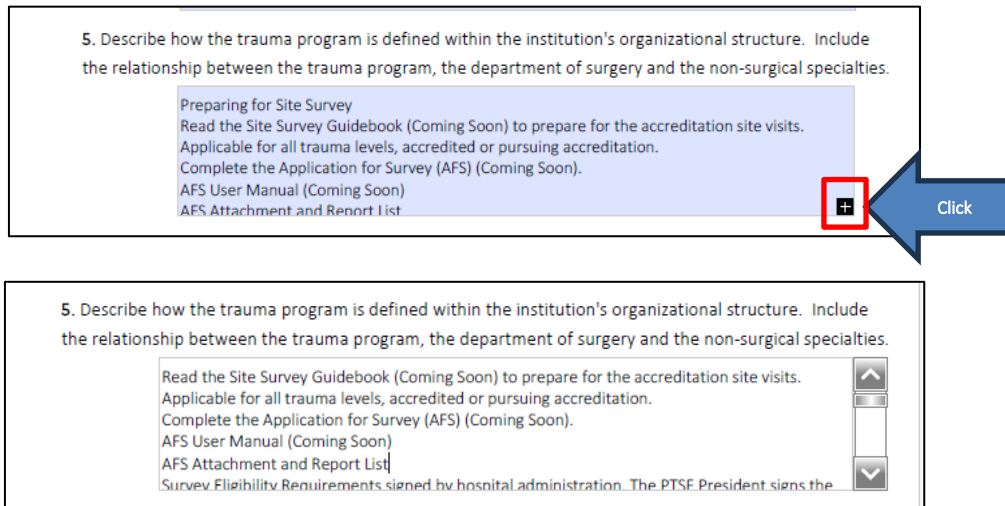 5. Describe how the trauma program is defined within the institution's organizational structure. Include
the relationship between the trauma program, the department of surgery and the non-surgical specialties.
Preparing for Site Survey
Read the Site Survey Guidebook (Coming Soon) to prepare for the accreditation site visits.
Applicable for all trauma levels, accredited or pursuing accreditation.
Complete the Application for Survey (AFS) (Coming Soon).
AFS User Manual (Coming Soon)
AFS Attachment and Report List
+
Click
5. Describe how the trauma program is defined within the institution's organizational structure. Include
the relationship between the trauma program, the department of surgery and the non-surgical specialties.
Read the Site Survey Guidebook (Coming Soon) to prepare for the accreditation site visits.
Applicable for all trauma levels, accredited or pursuing accreditation.
Complete the Application for Survey (AFS) (Coming Soon).
AFS User Manual (Coming Soon)
AFS Attachment and Report List
Survey Eligibility Requirements signed by hospital administration. The PTSF President signs the